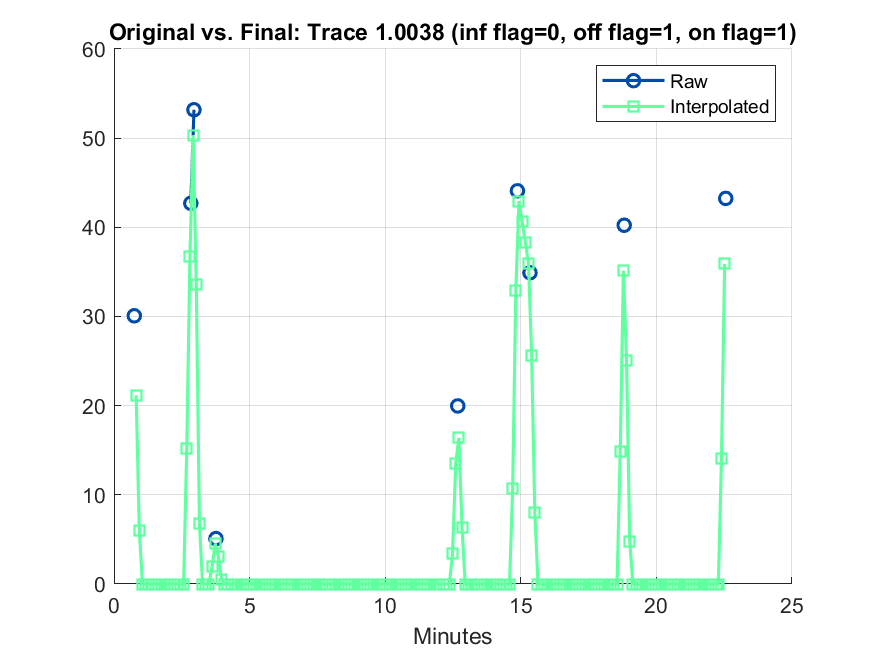 Original vs. Final: Trace 1.0038 (inf flag=0, off flag=1, on flag=1)
60
50
40
30
20
10
0
Raw
Interpolated
0 5 10 15 20 25
Minutes